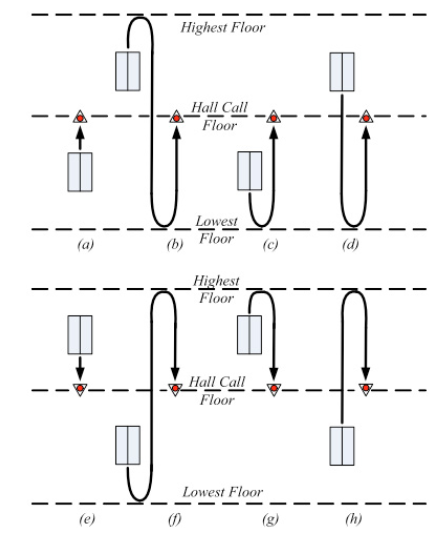 Highest Floor
Hall Call
Floor
Lowest
Floor
(a) (b) (c) (d)
Highest
Floor
Hall Call
Floor
Lowest Floor
(e) (f) (g) (h)